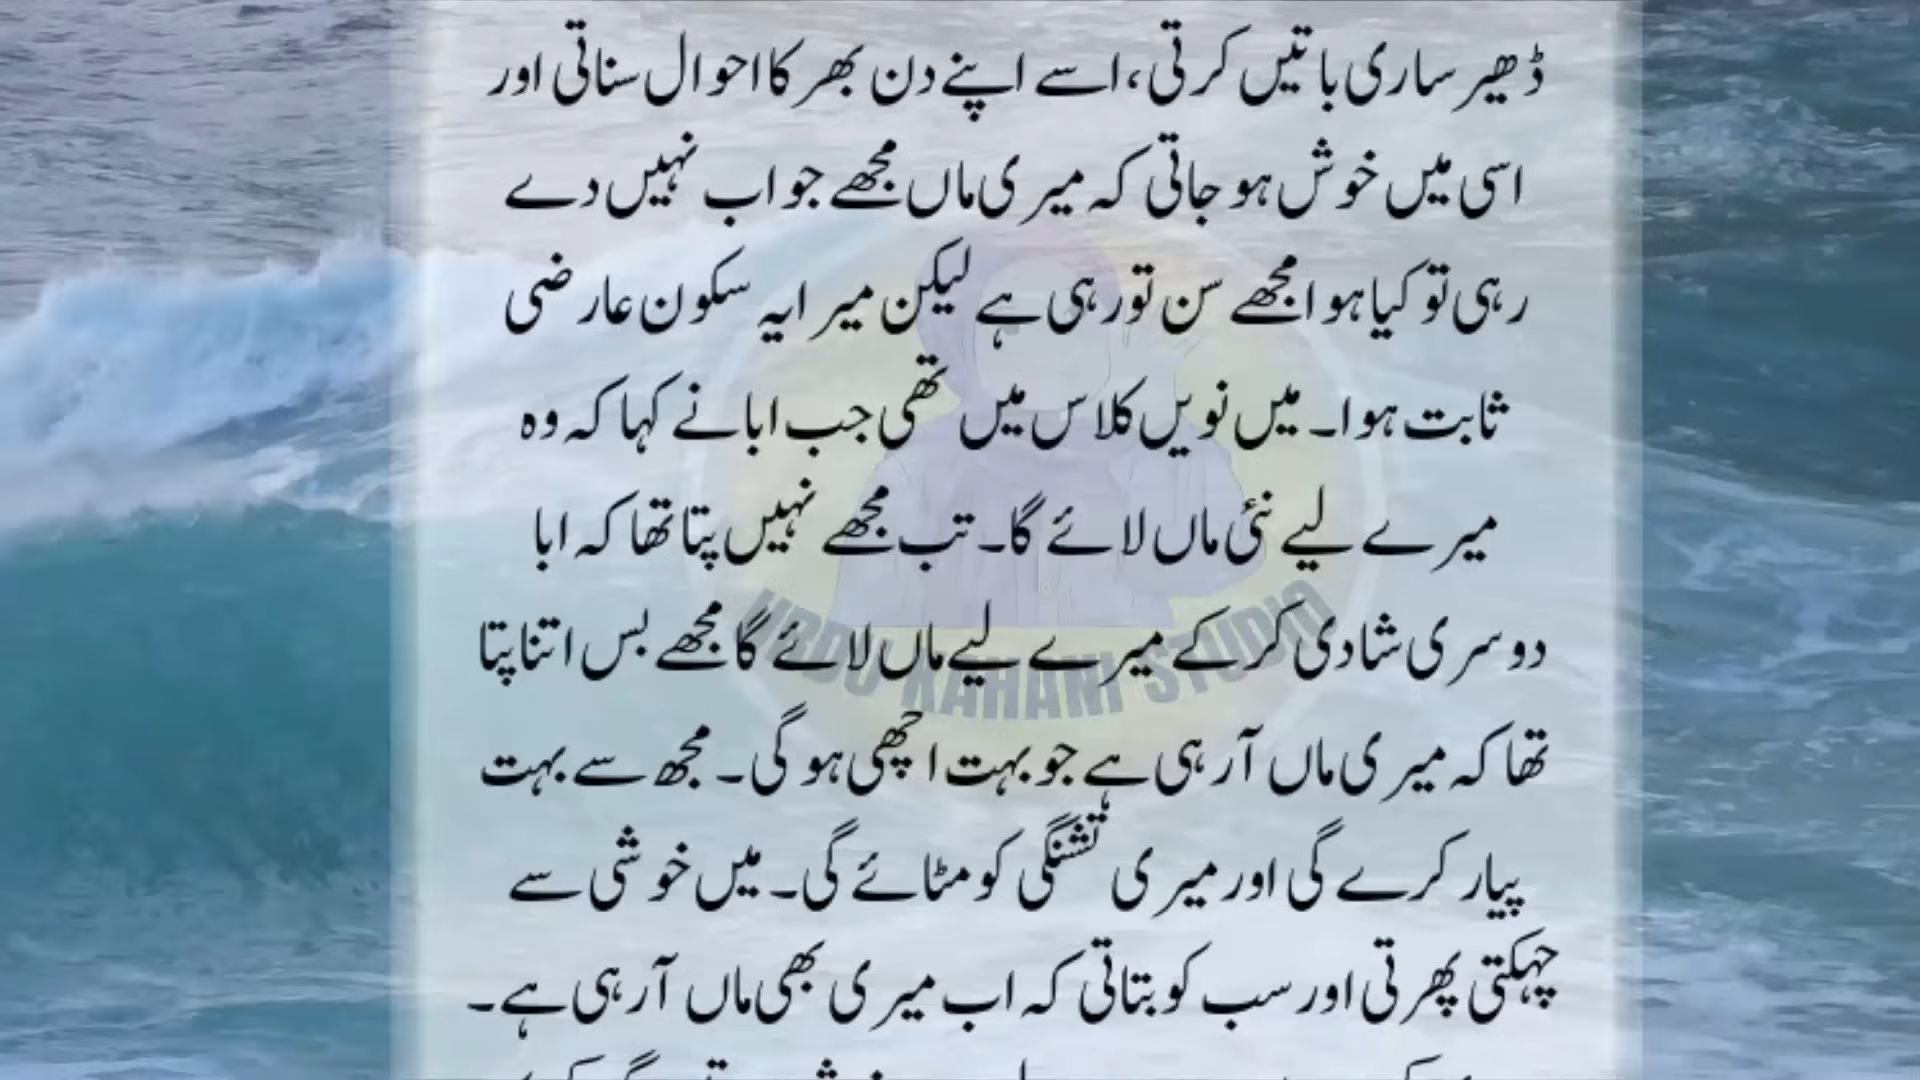 ڈھیر ساری باتیں کرتی، اسے اپنے دن بھر کا احوال سناتی اور
اسی میں خوش ہو جاتی کہ میری ماں مجھے جواب نہیں دے
رہی تو کیا ہوا مجھے سن تو رہی ہے لیکن میرا یہ سکون عارضی
ثابت ہوا۔ میں نویں کلاس میں تھی جب ابا نے کہا کہ وہ
میرے لیے نئی ماں لائے گا۔ تب مجھے نہیں پتا تھا کہ ابا
دوسری شادی کر کے میرے لیے ماں لائے گا مجھے بس اتنا پتا
تھا کہ میری ماں آ رہی ہے جو بہت اچھی ہو گی۔ مجھ سے بہت
پیار کرے گی اور میری تشنگی کو مٹائے گی۔ میں خوشی سے
چہکتی پھرتی اور سب کو بتاتی کہ اب میری بھی ماں آ رہی ہے۔
URDU KAHANI STUDIO